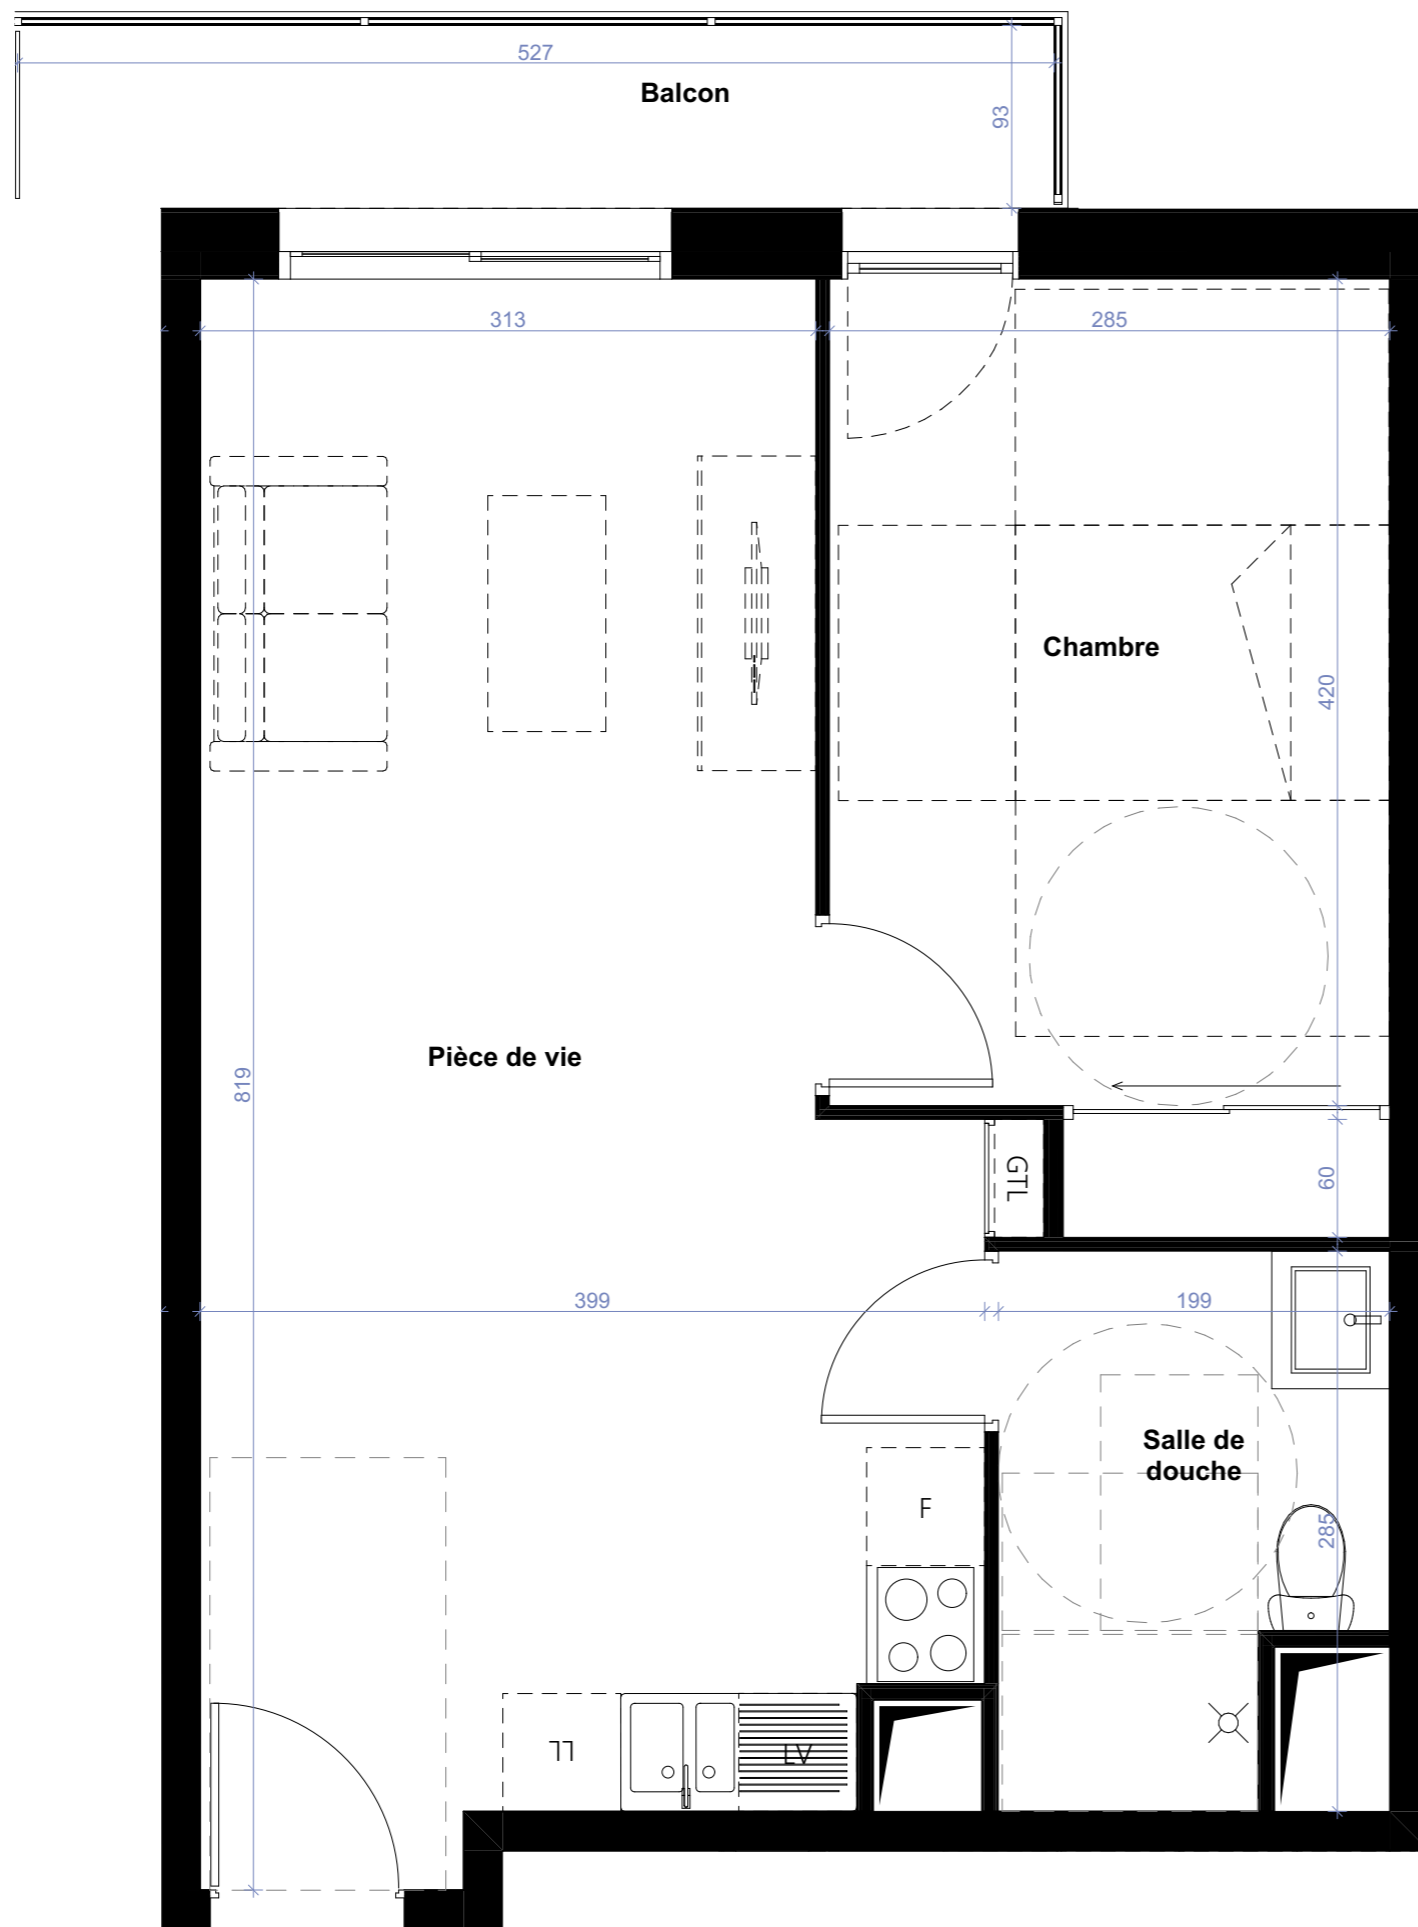 527
Balcon
93
313
285
Chambre
420
Pièce de vie
819
GTL
60
399
199
Salle de
douche
F
285
LL
LV